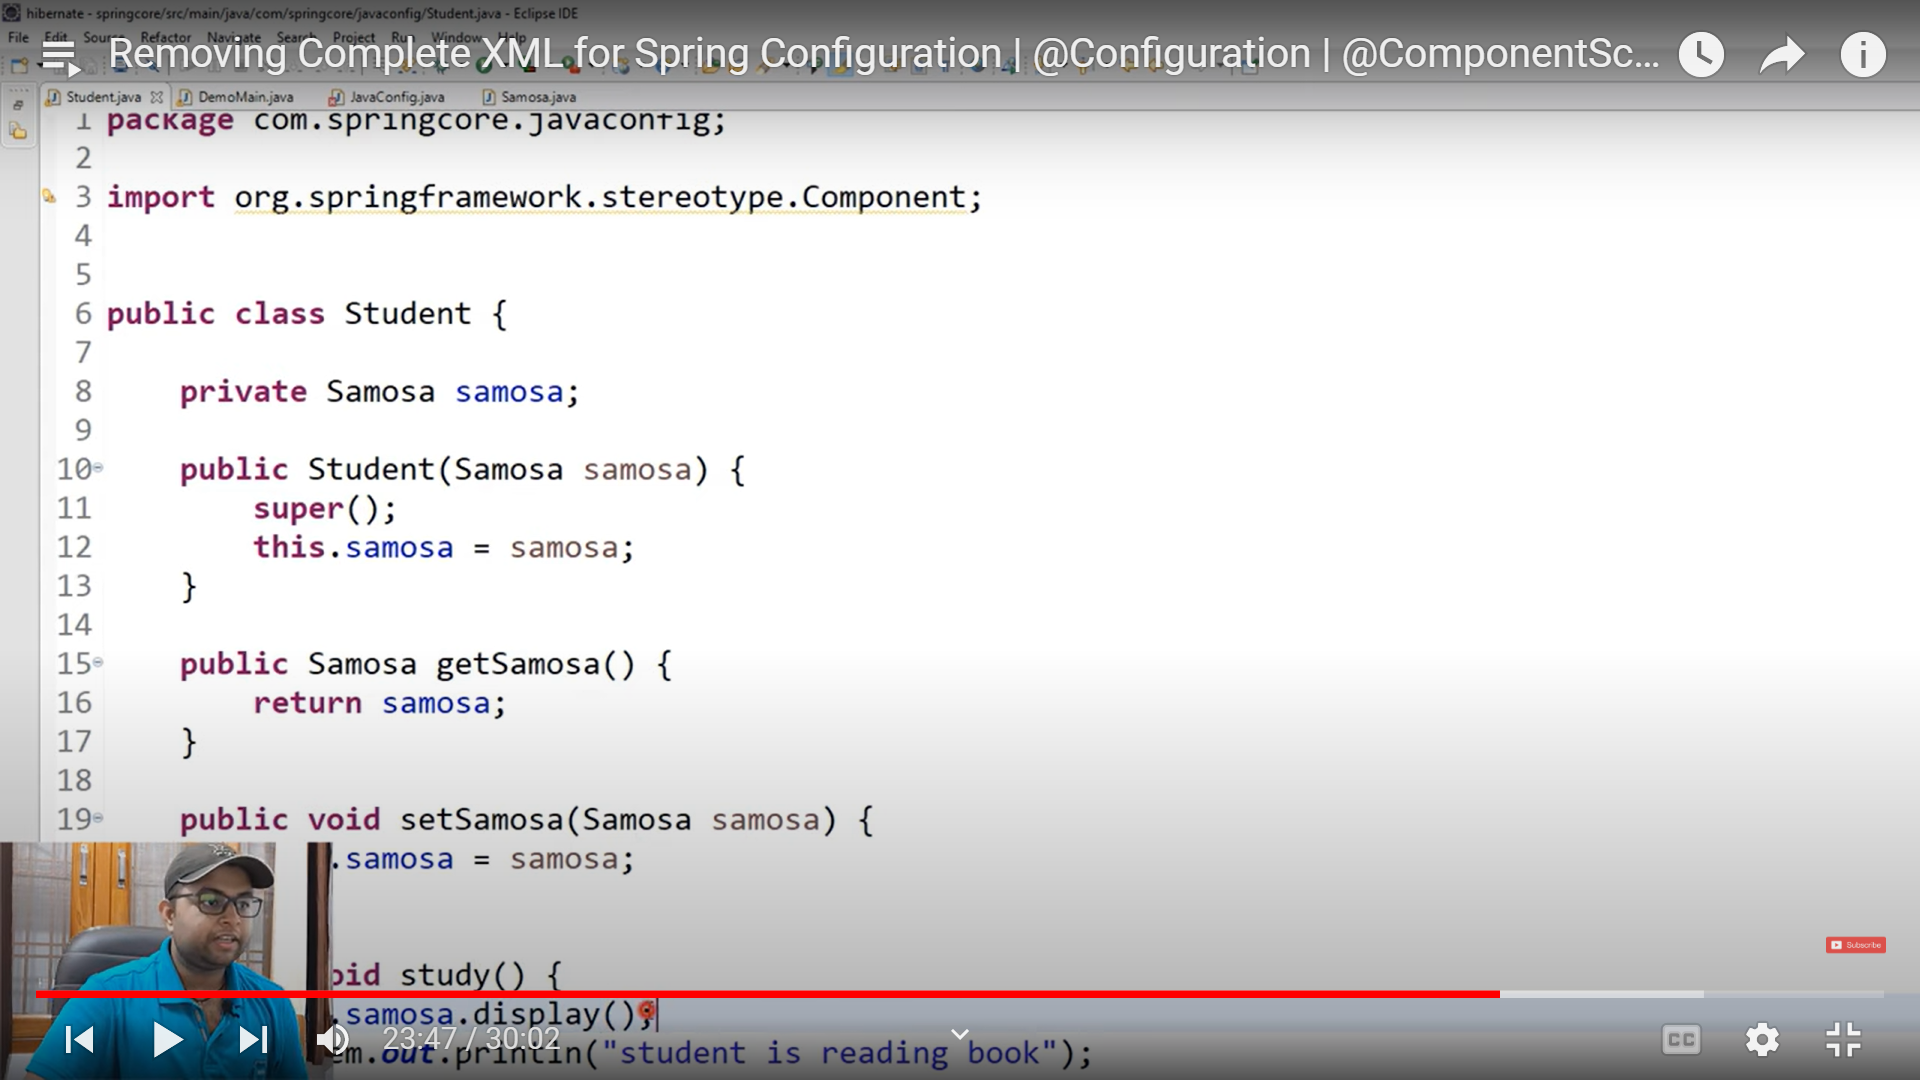 hibernate - springcore/src/main/java/com/springcore/javaconfig/Student.java - Eclipse IDE
File Edit Source Refactor Navigate Search Project Run Window Help
Removing Complete XML for Spring Configuration | @Configuration | @ComponentSc...
Student.java DemoMain.java JavaConfig.java Samosa.java
1 package com.springcore.javaconfig;
2
3 import org.springframework.stereotype.Component;
4
5
6 public class Student {
7
8 private Samosa samosa;
9
10 public Student(Samosa samosa) {
11 super();
12 this.samosa = samosa;
13 }
14
15 public Samosa getSamosa() {
16 return samosa;
17 }
18
19 public void setSamosa(Samosa samosa) {
.samosa = samosa;
Subscribe
oid study() {
.samosa.display();
23:47 / 30:02
CC
em.out.println("student is reading book");